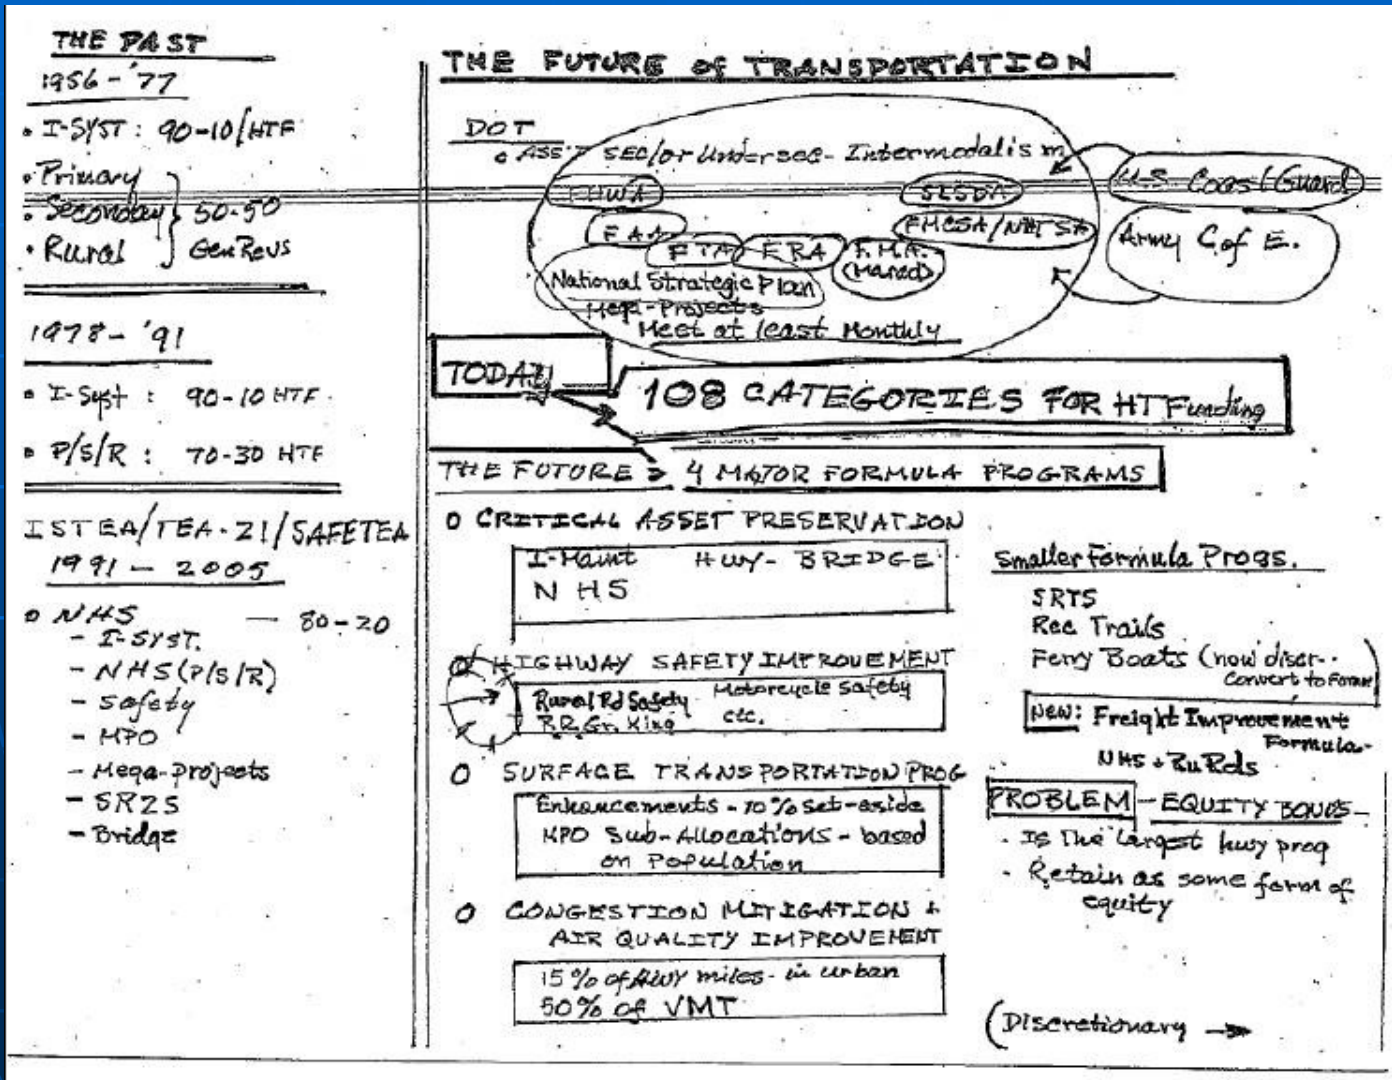 THE PAST
1956 - '77
• I-SYST: 90-10/HTF
• Primary
• Secondary
• Rural
50-50
Gen Revs
1978 - '91
• I-Syst : 90-10 HTF
• P/S/R : 70-30 HTF
ISTEA/TEA-21/SAFETEA
1991 - 2005
o NHS — 80-20
- I-SYST.
- NHS (P/S/R)
- Safety
- MPO
- Mega-Projects
- SR2S
- Bridge
THE FUTURE of TRANSPORTATION
DOT
• ASS'T SEC/or Undersec - Intermodalism
FHWA
SLSDA
U.S. Coast Guard
FAA
FMCSA/NHTSA
Army C of E.
FTA
FRA
F.M.A.
(Marad)
National Strategic Plan
Mega-Projects
Meet at least Monthly
TODAY
108 CATEGORIES FOR HTFunding
THE FUTURE > 4 MAJOR FORMULA PROGRAMS
o CRITICAL ASSET PRESERVATION
I-Maint HWY-BRIDGE
NHS
o HIGHWAY SAFETY IMPROVEMENT
Rural Rd Safety Motorcycle Safety
R.R. Gr. Xing etc.
o SURFACE TRANSPORTATION PROG
Enhancements - 10% set-aside
MPO Sub-Allocations - based
on Population
o CONGESTION MITIGATION +
AIR QUALITY IMPROVEMENT
15% of HWY miles - in urban
50% of VMT
Smaller Formula Progs.
SRTS
Rec Trails
Ferry Boats (now discr..
Convert to Form
New: Freight Improvement
Formula-
NHS + RuRds
PROBLEM - EQUITY BONUS -
- Is the largest hwy prog
- Retain as some form of
equity
(Discretionary →